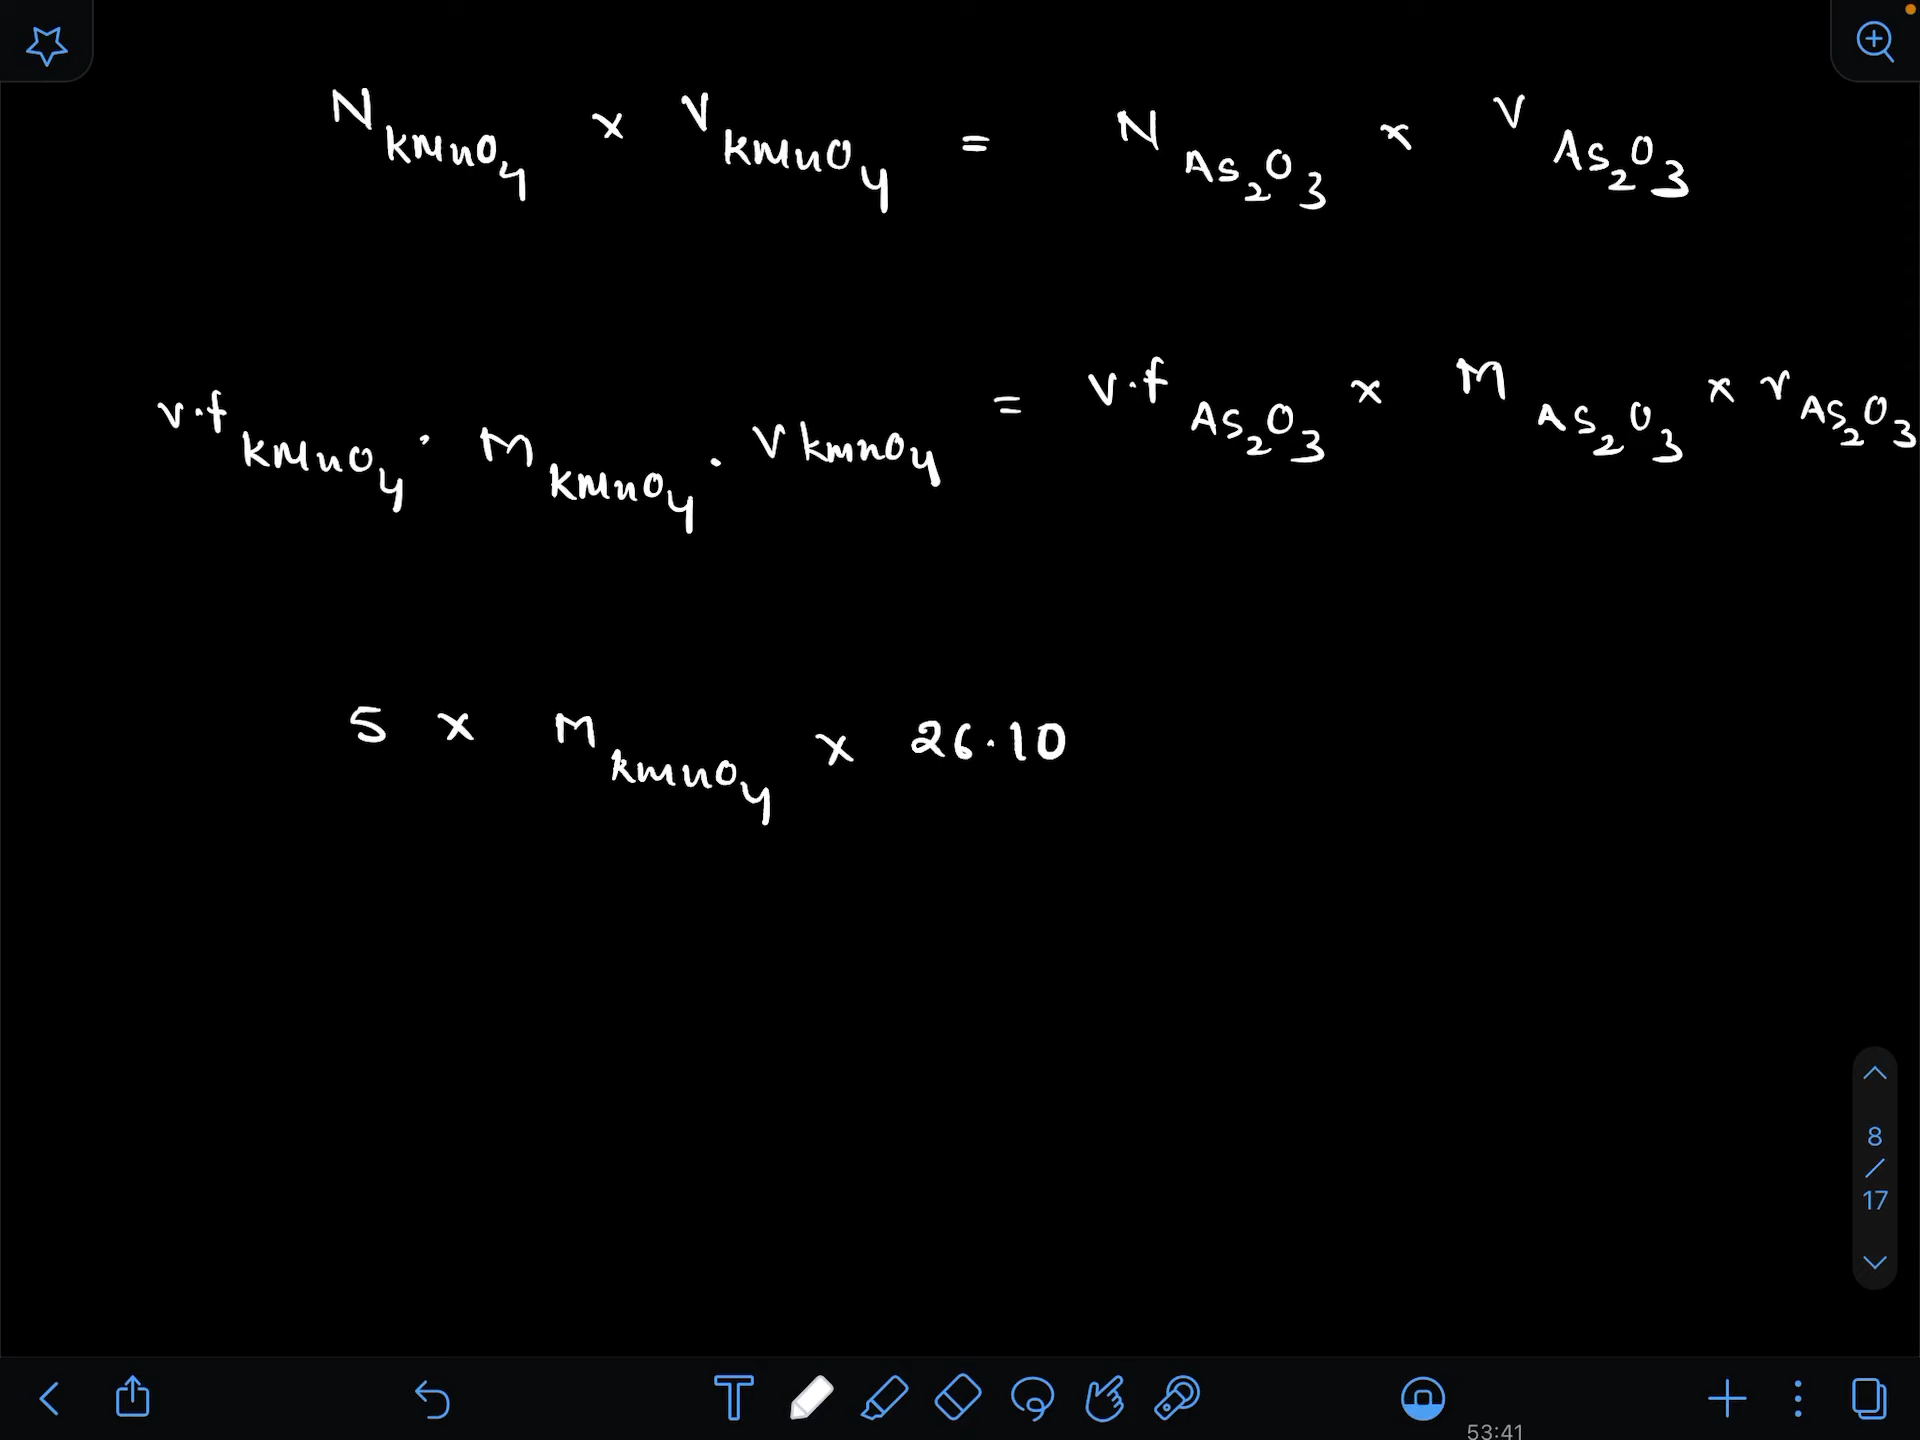 N KMnO4 x V KMnO4 = N As2O3 x V As2O3
v.f KMnO4 · M KMnO4 · V KMnO4 = v.f As2O3 x M As2O3 x V As2O3
5 x M KMnO4 x 26.10
8
/
17
T
53:41